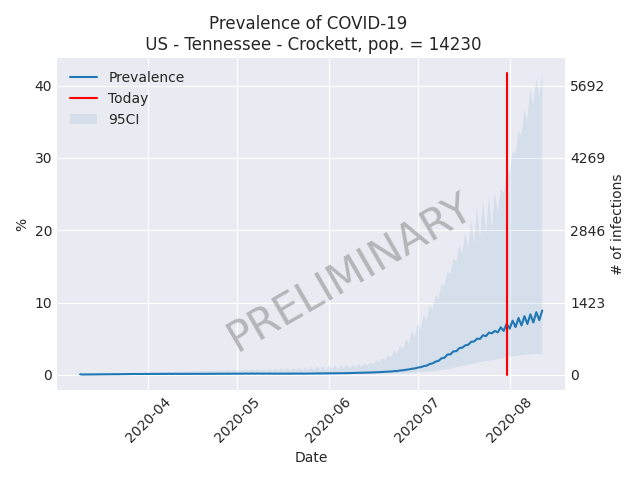 Prevalence of COVID-19
US - Tennessee - Crockett, pop. = 14230
Prevalence
Today
95CI
40
30
20
10
0
%
5692
4269
2846
1423
0
# of infections
PRELIMINARY
2020-04
2020-05
2020-06
2020-07
2020-08
Date